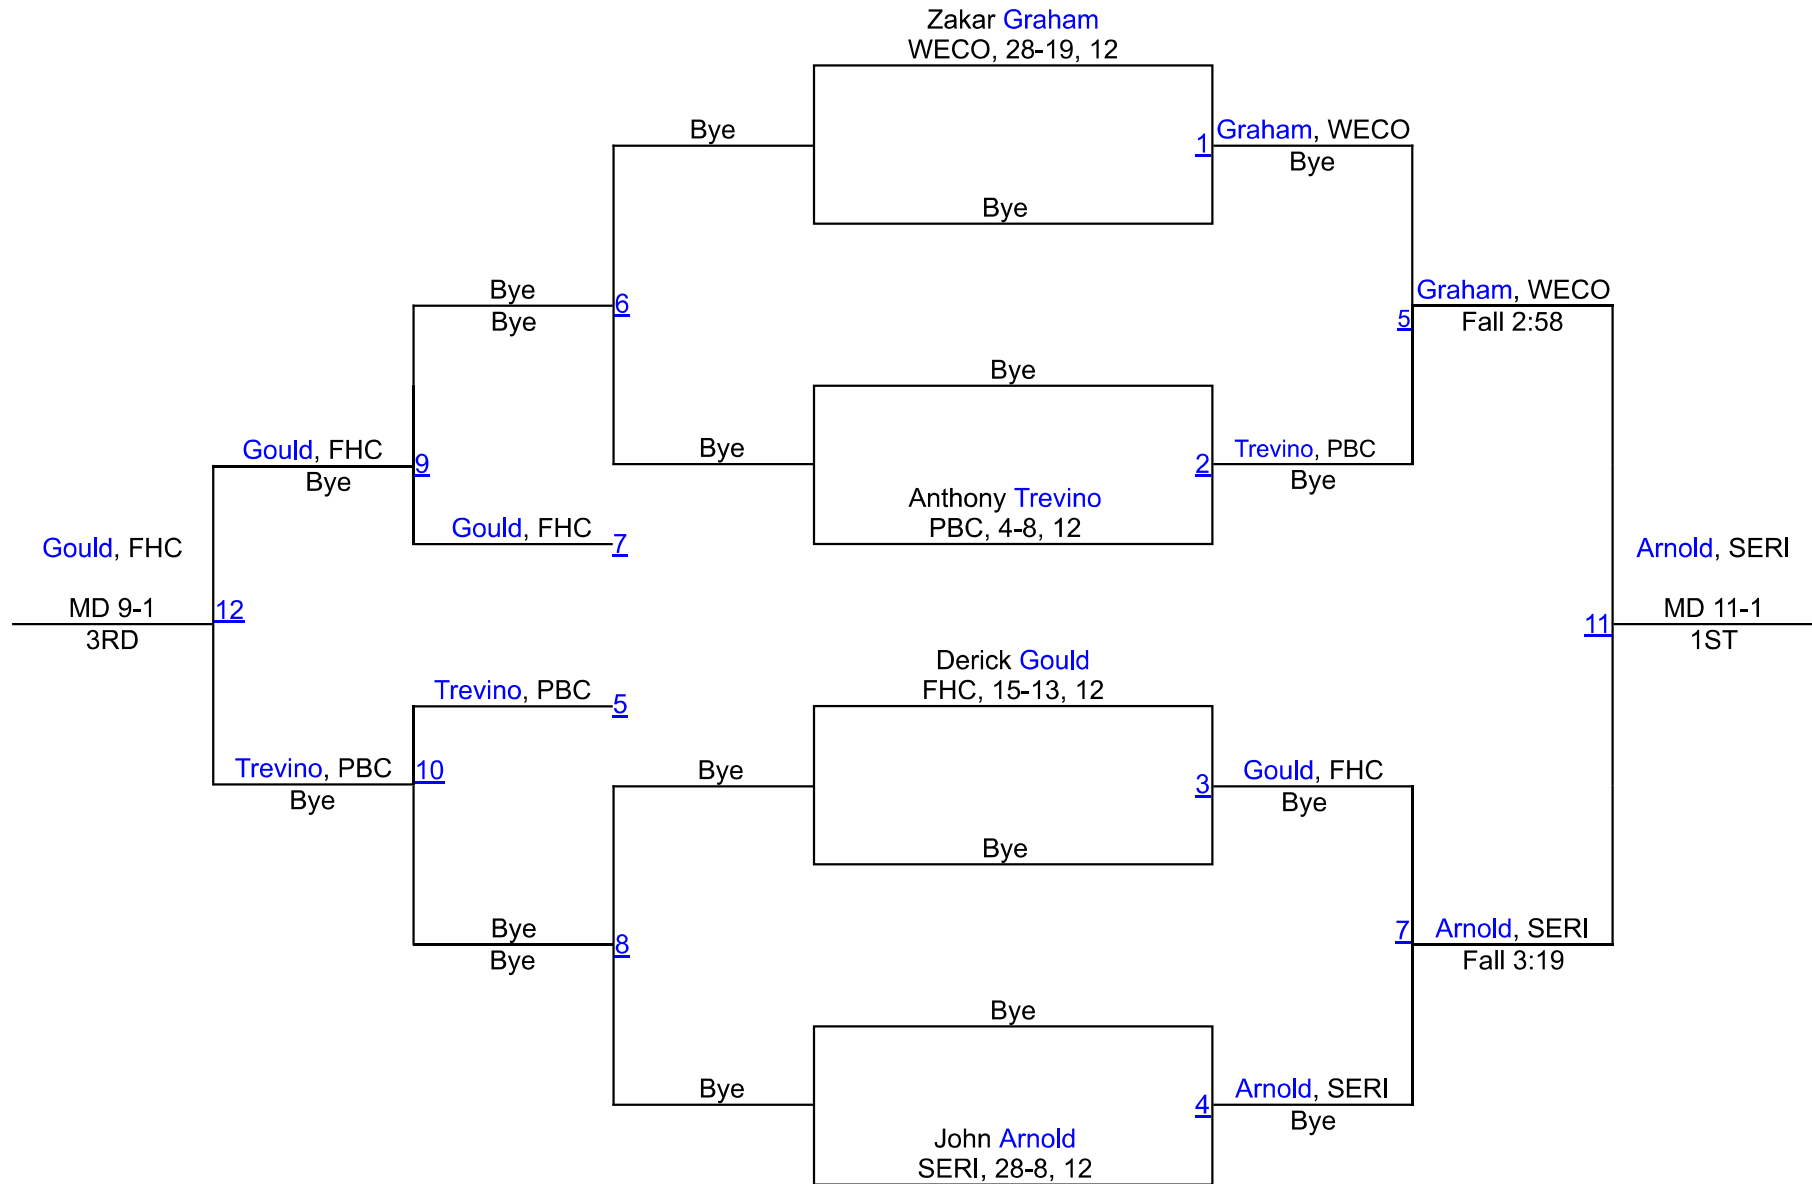 Zakar Graham
WECO, 28-19, 12
Bye
1
Graham, WECO
Bye
Bye
Bye
Bye
6
Graham, WECO
5
Fall 2:58
Bye
Gould, FHC
Bye
9
Bye
2
Trevino, PBC
Bye
Anthony Trevino
PBC, 4-8, 12
Gould, FHC
7
Gould, FHC
MD 9-1
3RD
12
Arnold, SERI
11
MD 11-1
1ST
Derick Gould
FHC, 15-13, 12
Trevino, PBC
5
Trevino, PBC
Bye
10
Bye
3
Gould, FHC
Bye
Bye
Bye
Bye
8
7
Arnold, SERI
Fall 3:19
Bye
Bye
4
Arnold, SERI
Bye
John Arnold
SERI, 28-8, 12